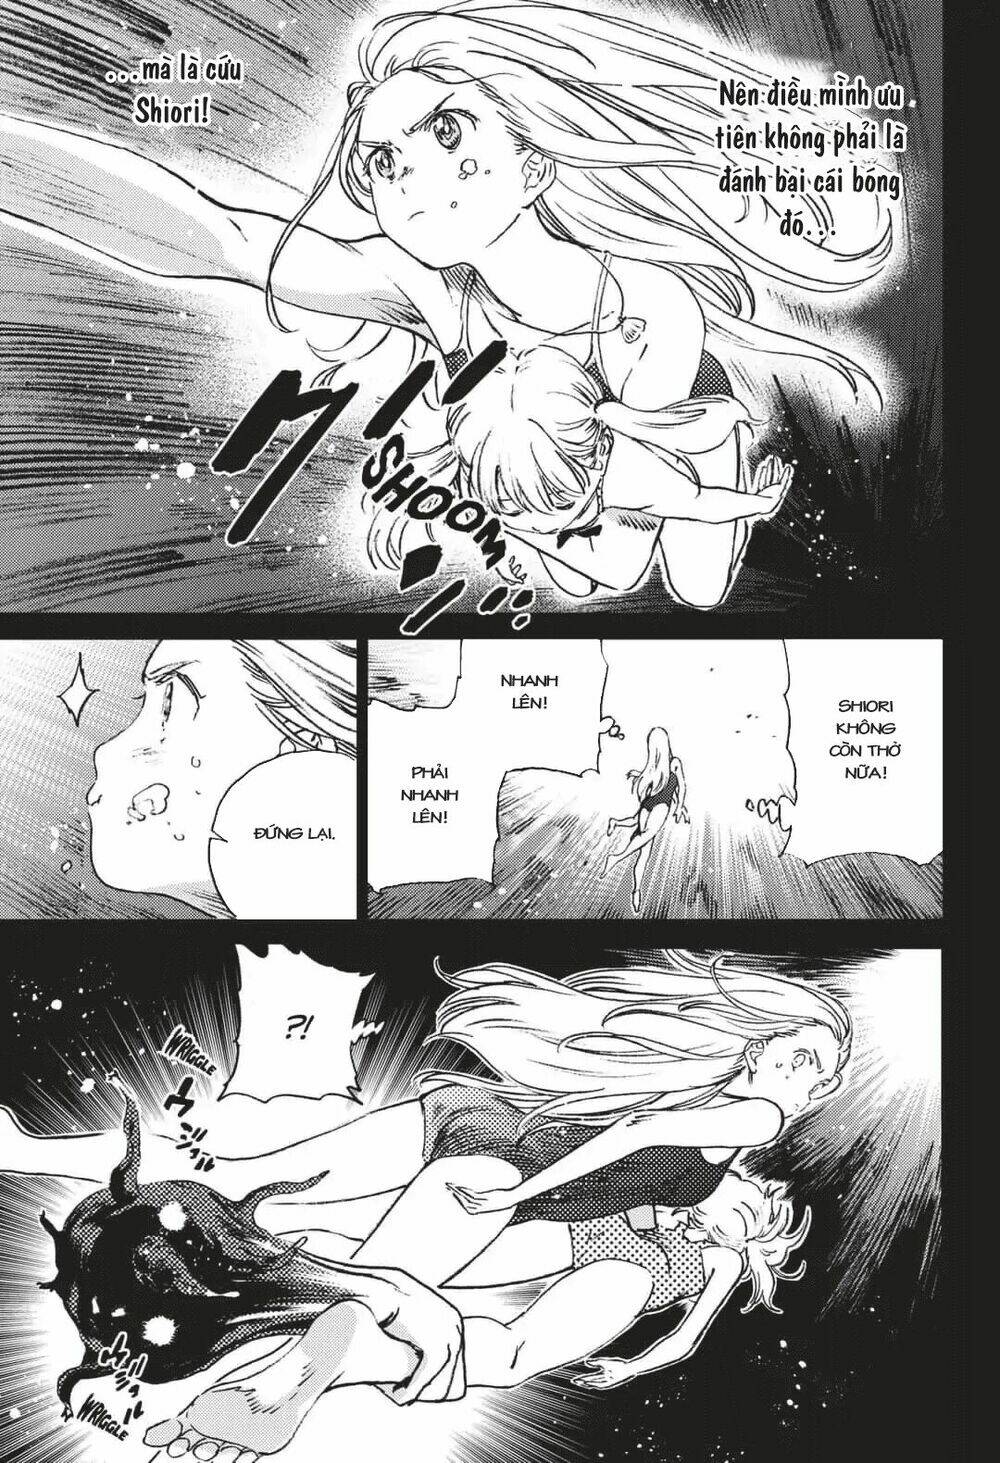 Nên điều mình ưu
tiên không phải là
đánh bại cái bóng
đó...
...mà là cứu
Shiori!
SHOOM
SHIORI
KHÔNG
CÒN THỞ
NỮA!
NHANH
LÊN!
PHẢI
NHANH
LÊN!
ĐỨNG LẠI.
?!
WRIGGLE
WRIGGLE